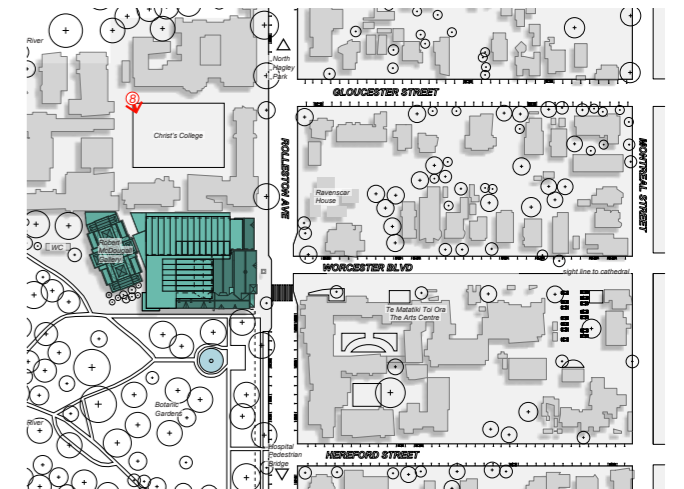 River
North
Hagley
Park
GLOUCESTER STREET
8
Christ's College
ROLLESTON AVE
MONTREAL STREET
Ravenscar
House
Robert
McDougall
Gallery
WC
WORCESTER BLVD
sight line to cathedral
Te Matatiki Toi Ora
The Arts Centre
Botanic
Gardens
River
Hospital
Pedestrian
Bridge
HEREFORD STREET